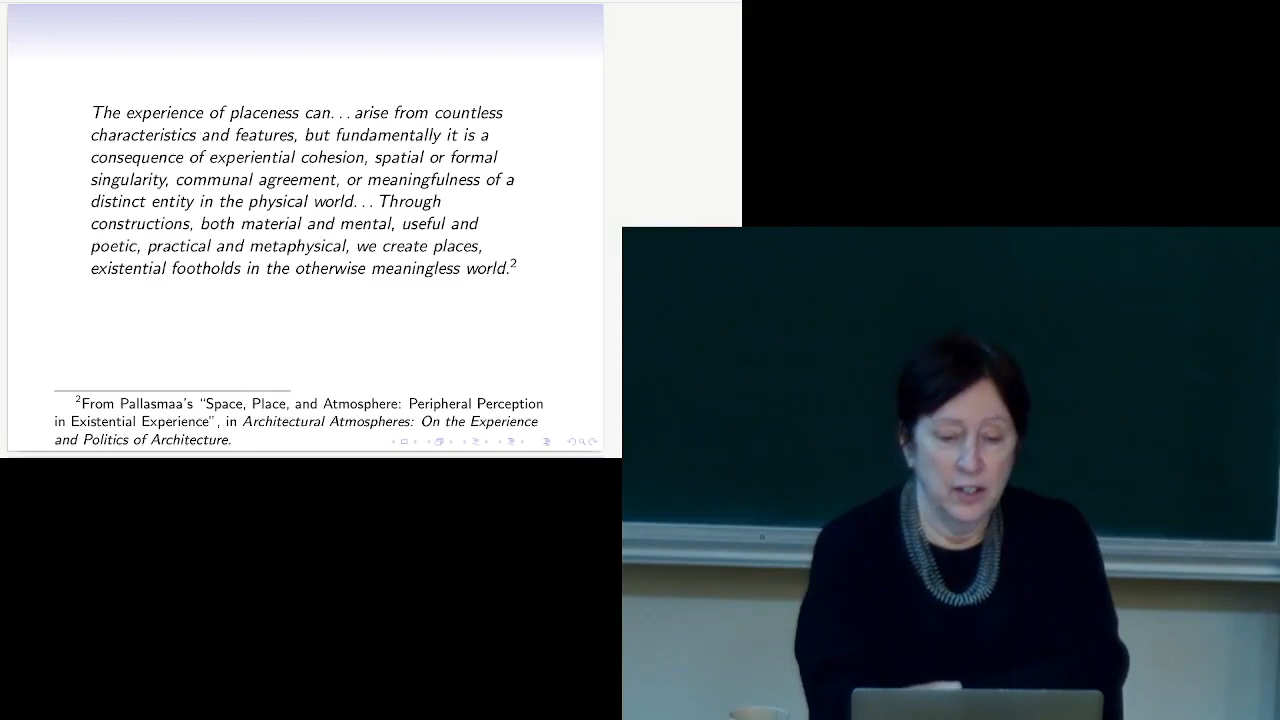 The experience of placeness can... arise from countless
characteristics and features, but fundamentally it is a
consequence of experiential cohesion, spatial or formal
singularity, communal agreement, or meaningfulness of a
distinct entity in the physical world... Through
constructions, both material and mental, useful and
poetic, practical and metaphysical, we create places,
existential footholds in the otherwise meaningless world.²
²From Pallasmaa's “Space, Place, and Atmosphere: Peripheral Perception
in Existential Experience”, in Architectural Atmospheres: On the Experience
and Politics of Architecture.